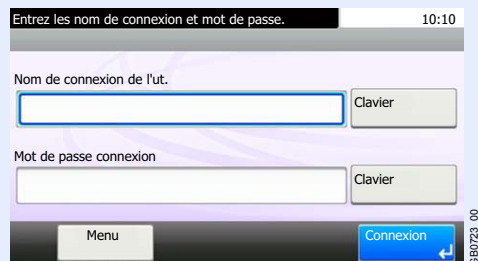 Entrez les nom de connexion et mot de passe. 10:10
Nom de connexion de l'ut.
Clavier
Mot de passe connexion
Clavier
Menu
Connexion
GB0723_00